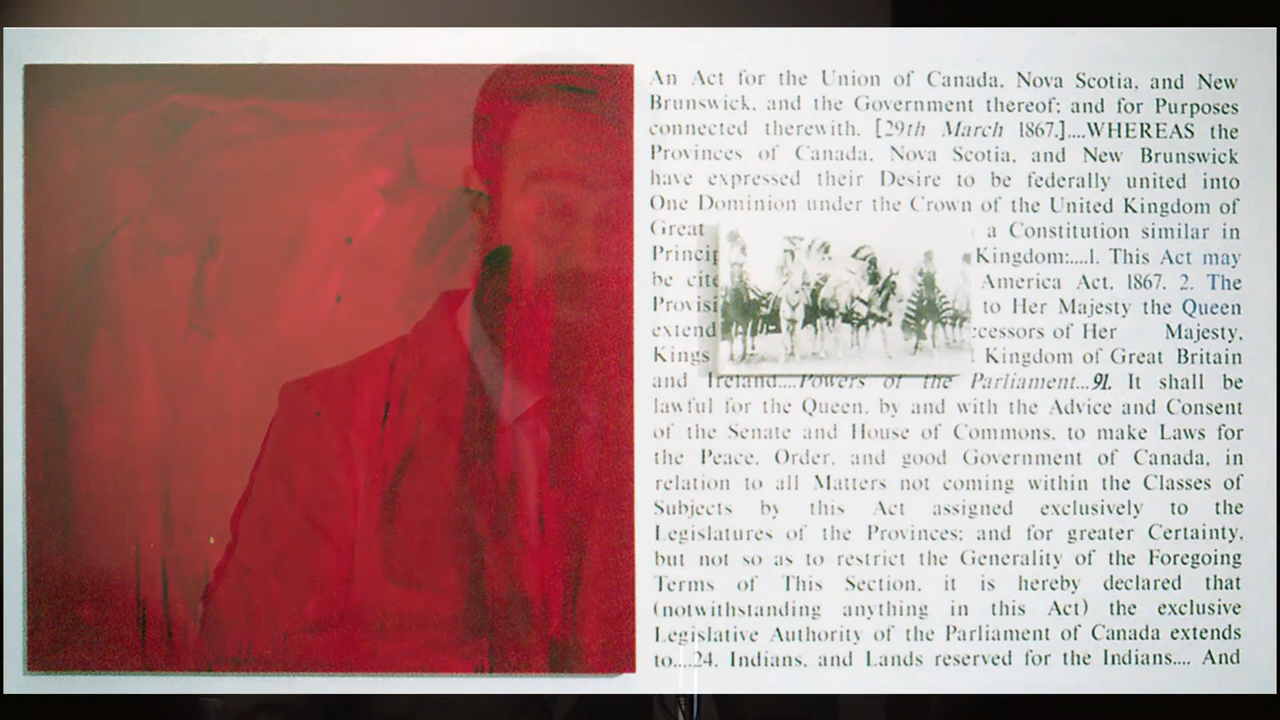 An Act for the Union of Canada, Nova Scotia, and New
Brunswick, and the Government thereof; and for Purposes
connected therewith. [29th March 1867.]....WHEREAS the
Provinces of Canada, Nova Scotia, and New Brunswick
have expressed their Desire to be federally united into
One Dominion under the Crown of the United Kingdom of
Great a Constitution similar in
Princip Kingdom:....1. This Act may
be cite America Act, 1867. 2. The
Provisi to Her Majesty the Queen
extend cessors of Her Majesty,
Kings Kingdom of Great Britain
and Ireland....Powers of the Parliament...91. It shall be
lawful for the Queen, by and with the Advice and Consent
of the Senate and House of Commons, to make Laws for
the Peace, Order, and good Government of Canada, in
relation to all Matters not coming within the Classes of
Subjects by this Act assigned exclusively to the
Legislatures of the Provinces; and for greater Certainty,
but not so as to restrict the Generality of the Foregoing
Terms of This Section, it is hereby declared that
(notwithstanding anything in this Act) the exclusive
Legislative Authority of the Parliament of Canada extends
to....24. Indians, and Lands reserved for the Indians.... And